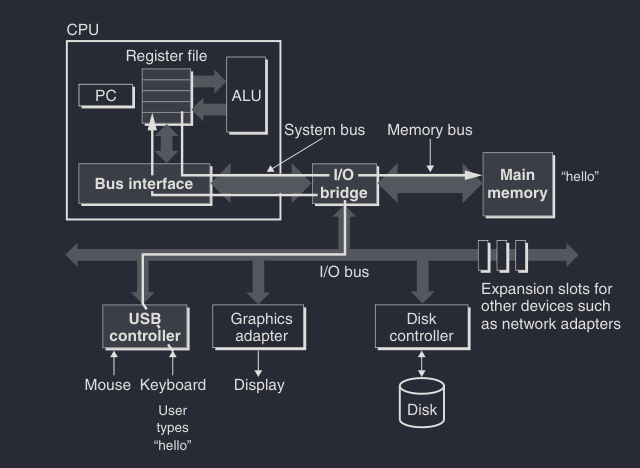 CPU
Register file
PC
ALU
System bus
Memory bus
Bus interface
I/O
bridge
Main
memory
“hello”
I/O bus
Expansion slots for
other devices such
as network adapters
USB
controller
Graphics
adapter
Disk
controller
Mouse
Keyboard
Display
Disk
User
types
“hello”